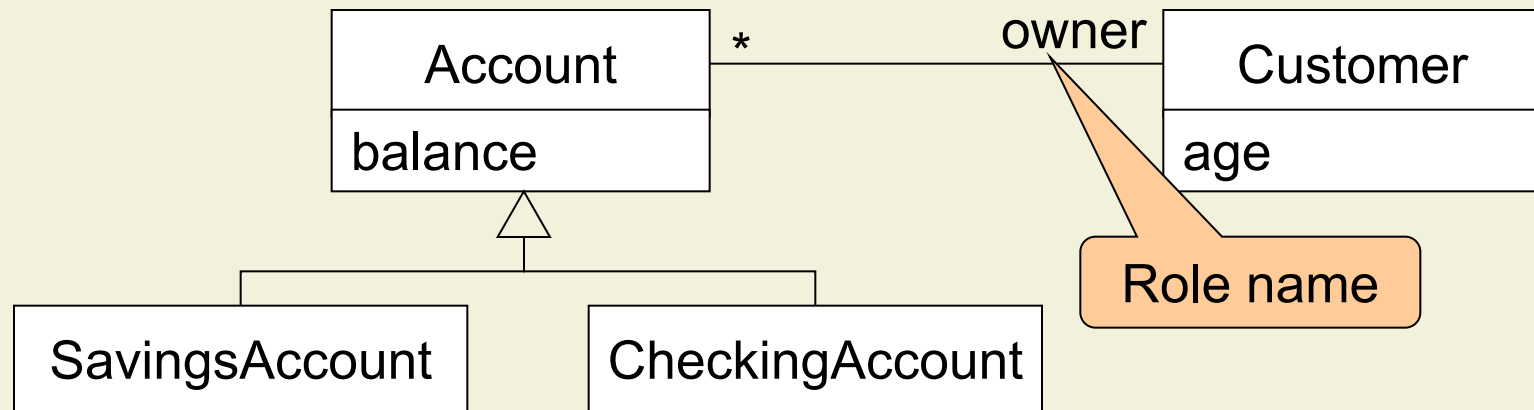 Account
*
owner
Customer
balance
age
Role name
SavingsAccount
CheckingAccount